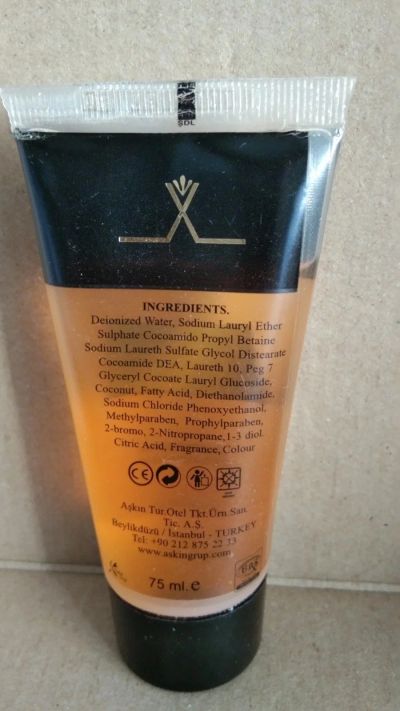 SDL
INGREDIENTS.
Deionized Water, Sodium Lauryl Ether
Sulphate Cocoamido Propyl Betaine
Sodium Laureth Sulfate Glycol Distearate
Cocoamide DEA, Laureth 10, Peg 7
Glyceryl Cocoate Lauryl Glucoside,
Coconut, Fatty Acid, Diethanolamide,
Sodium Chloride Phenoxyethanol,
Methylparaben, Prophylparaben,
2-bromo, 2-Nitropropane,1-3 diol.
Citric Acid, Fragrance, Colour
CE
Aşkın Tur.Otel Tkt.Ürn.San.
Tic. A.Ş.
Beylikdüzü / İstanbul - TURKEY
Tel: +90 212 875 22 33
www.askingrup.com
75 ml. e